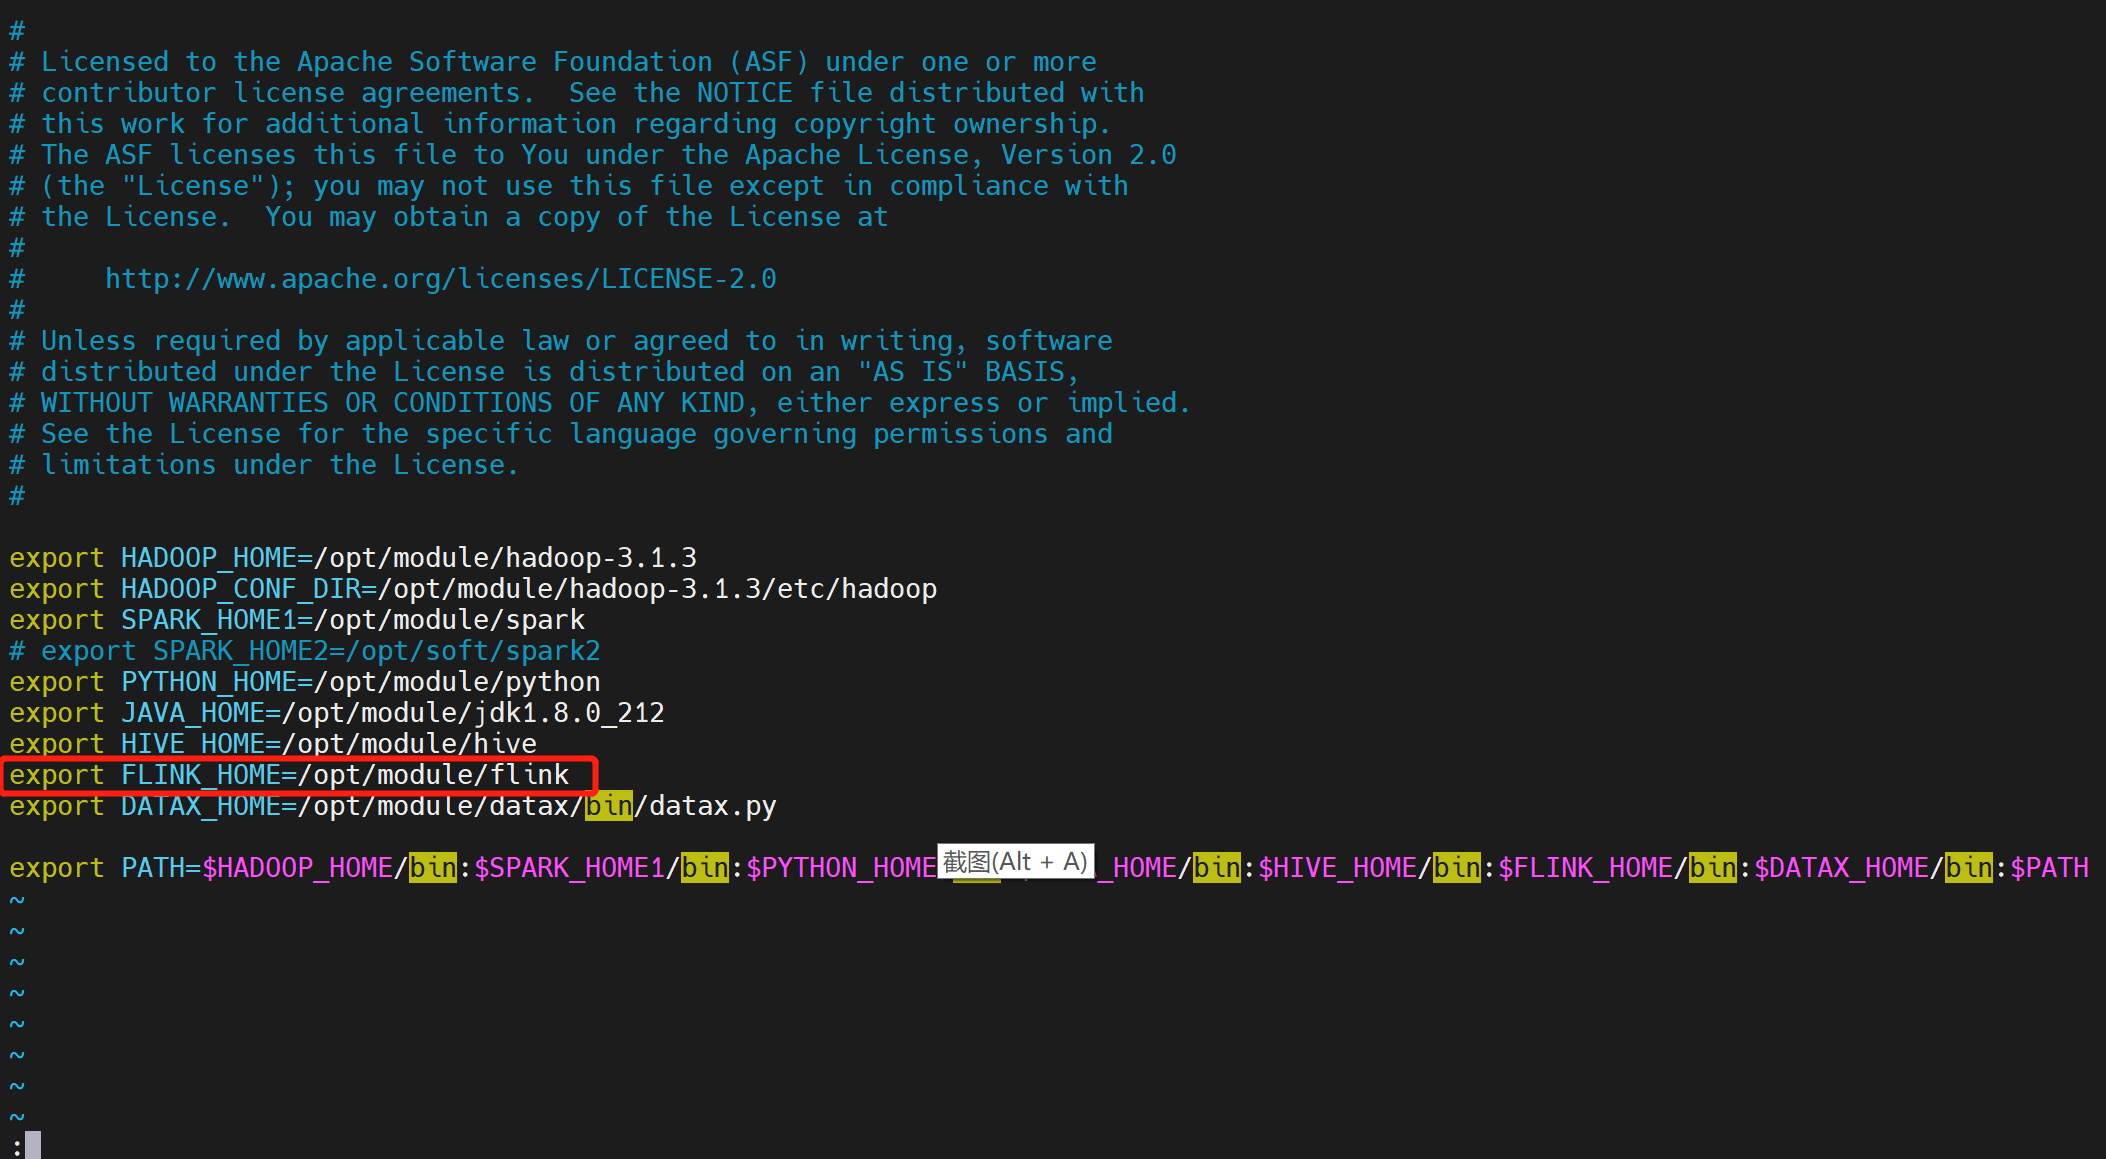 #
# Licensed to the Apache Software Foundation (ASF) under one or more
# contributor license agreements.  See the NOTICE file distributed with
# this work for additional information regarding copyright ownership.
# The ASF licenses this file to You under the Apache License, Version 2.0
# (the "License"); you may not use this file except in compliance with
# the License.  You may obtain a copy of the License at
#
#     http://www.apache.org/licenses/LICENSE-2.0
#
# Unless required by applicable law or agreed to in writing, software
# distributed under the License is distributed on an "AS IS" BASIS,
# WITHOUT WARRANTIES OR CONDITIONS OF ANY KIND, either express or implied.
# See the License for the specific language governing permissions and
# limitations under the License.
#
export HADOOP_HOME=/opt/module/hadoop-3.1.3
export HADOOP_CONF_DIR=/opt/module/hadoop-3.1.3/etc/hadoop
export SPARK_HOME1=/opt/module/spark
# export SPARK_HOME2=/opt/soft/spark2
export PYTHON_HOME=/opt/module/python
export JAVA_HOME=/opt/module/jdk1.8.0_212
export HIVE_HOME=/opt/module/hive
export FLINK_HOME=/opt/module/flink
export DATAX_HOME=/opt/module/datax/bin/datax.py
export PATH=$HADOOP_HOME/bin:$SPARK_HOME1/bin:$PYTHON_HOME 截图(Alt + A) _HOME/bin:$HIVE_HOME/bin:$FLINK_HOME/bin:$DATAX_HOME/bin:$PATH
~
~
~
~
~
~
~
~
: